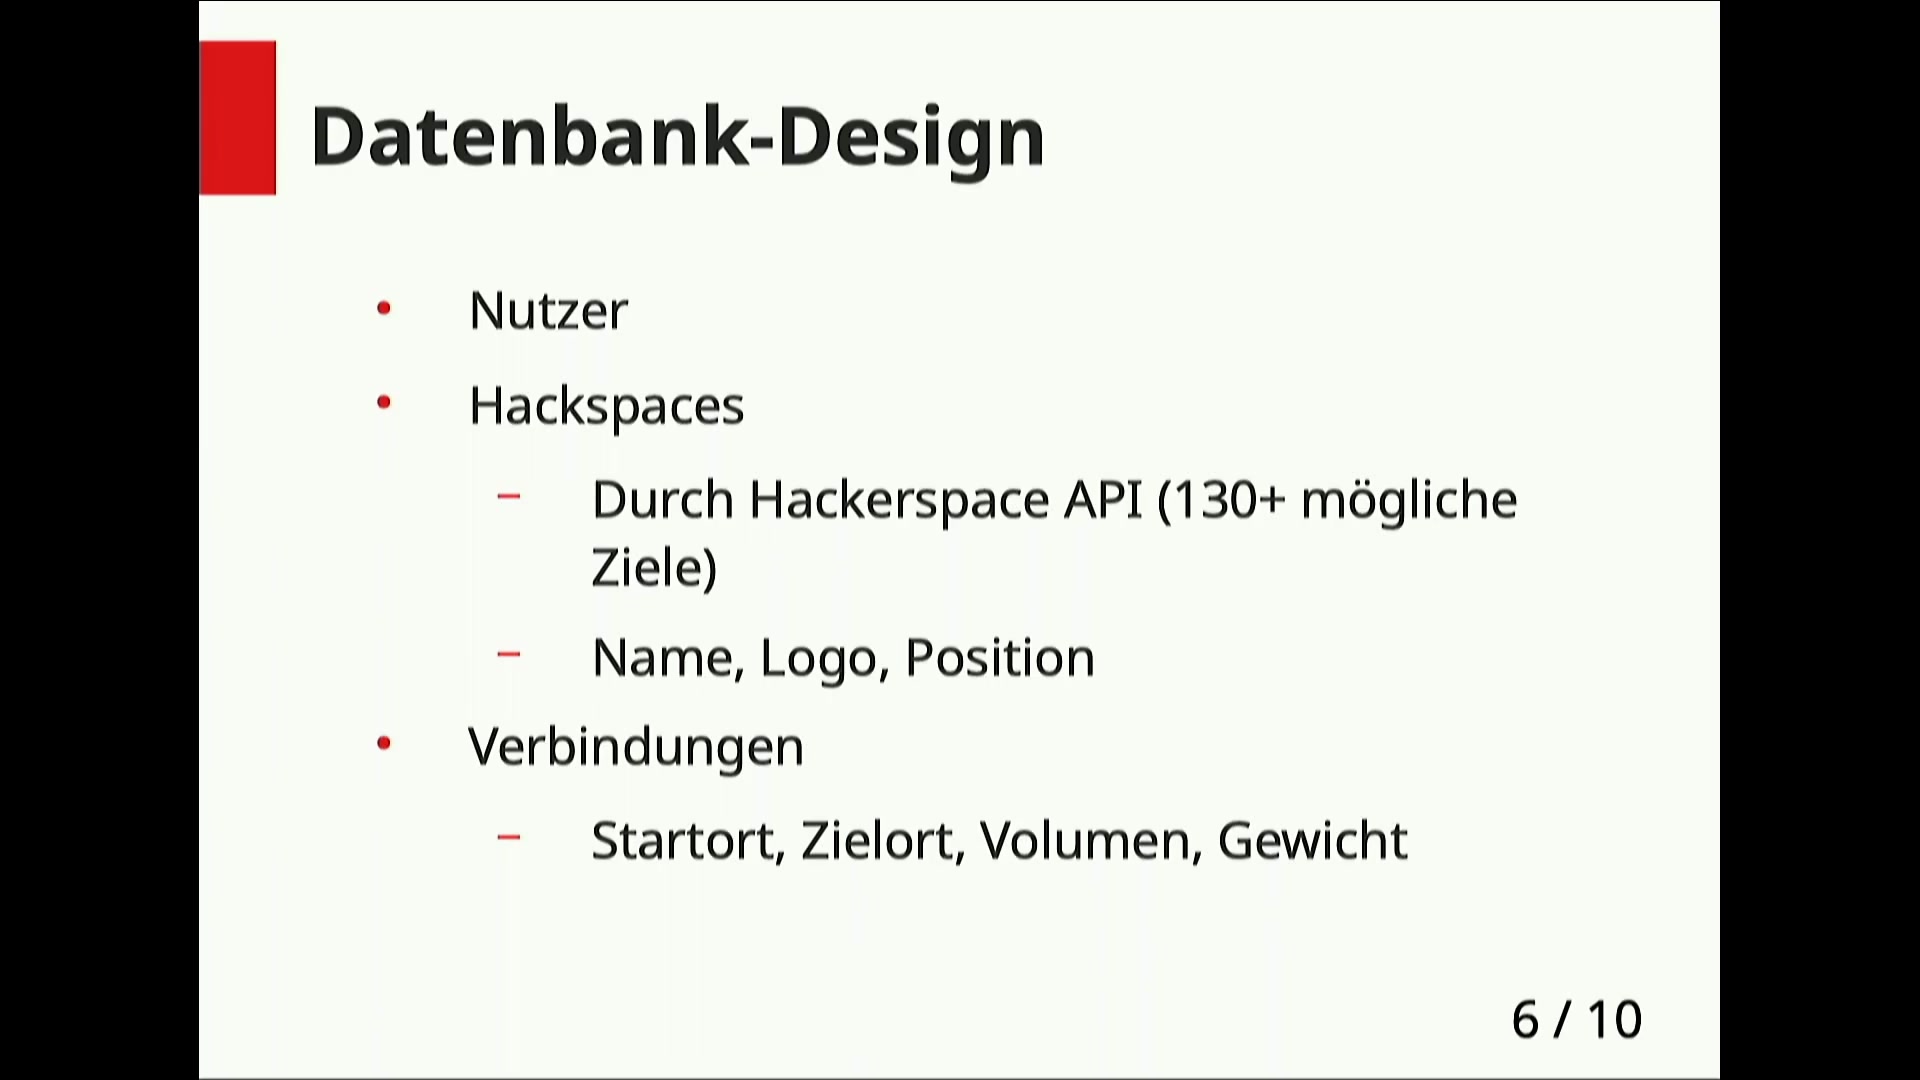 Datenbank-Design
• Nutzer
• Hackspaces
– Durch Hackerspace API (130+ mögliche
Ziele)
– Name, Logo, Position
• Verbindungen
– Startort, Zielort, Volumen, Gewicht
6 / 10